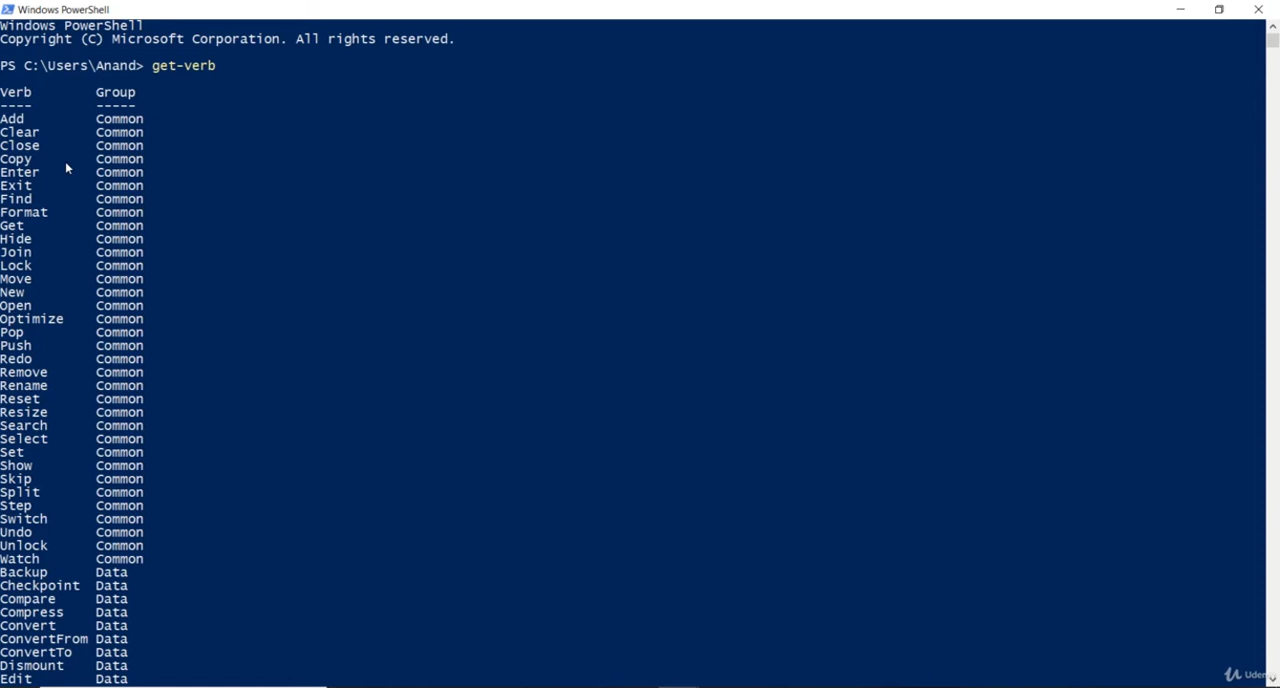 Windows PowerShell
Windows PowerShell
Copyright (C) Microsoft Corporation. All rights reserved.
PS C:\Users\Anand> get-verb
Verb Group
---- -----
Add Common
Clear Common
Close Common
Copy Common
Enter Common
Exit Common
Find Common
Format Common
Get Common
Hide Common
Join Common
Lock Common
Move Common
New Common
Open Common
Optimize Common
Pop Common
Push Common
Redo Common
Remove Common
Rename Common
Reset Common
Resize Common
Search Common
Select Common
Set Common
Show Common
Skip Common
Split Common
Step Common
Switch Common
Undo Common
Unlock Common
Watch Common
Backup Data
Checkpoint Data
Compare Data
Compress Data
Convert Data
ConvertFrom Data
ConvertTo Data
Dismount Data
Edit Data